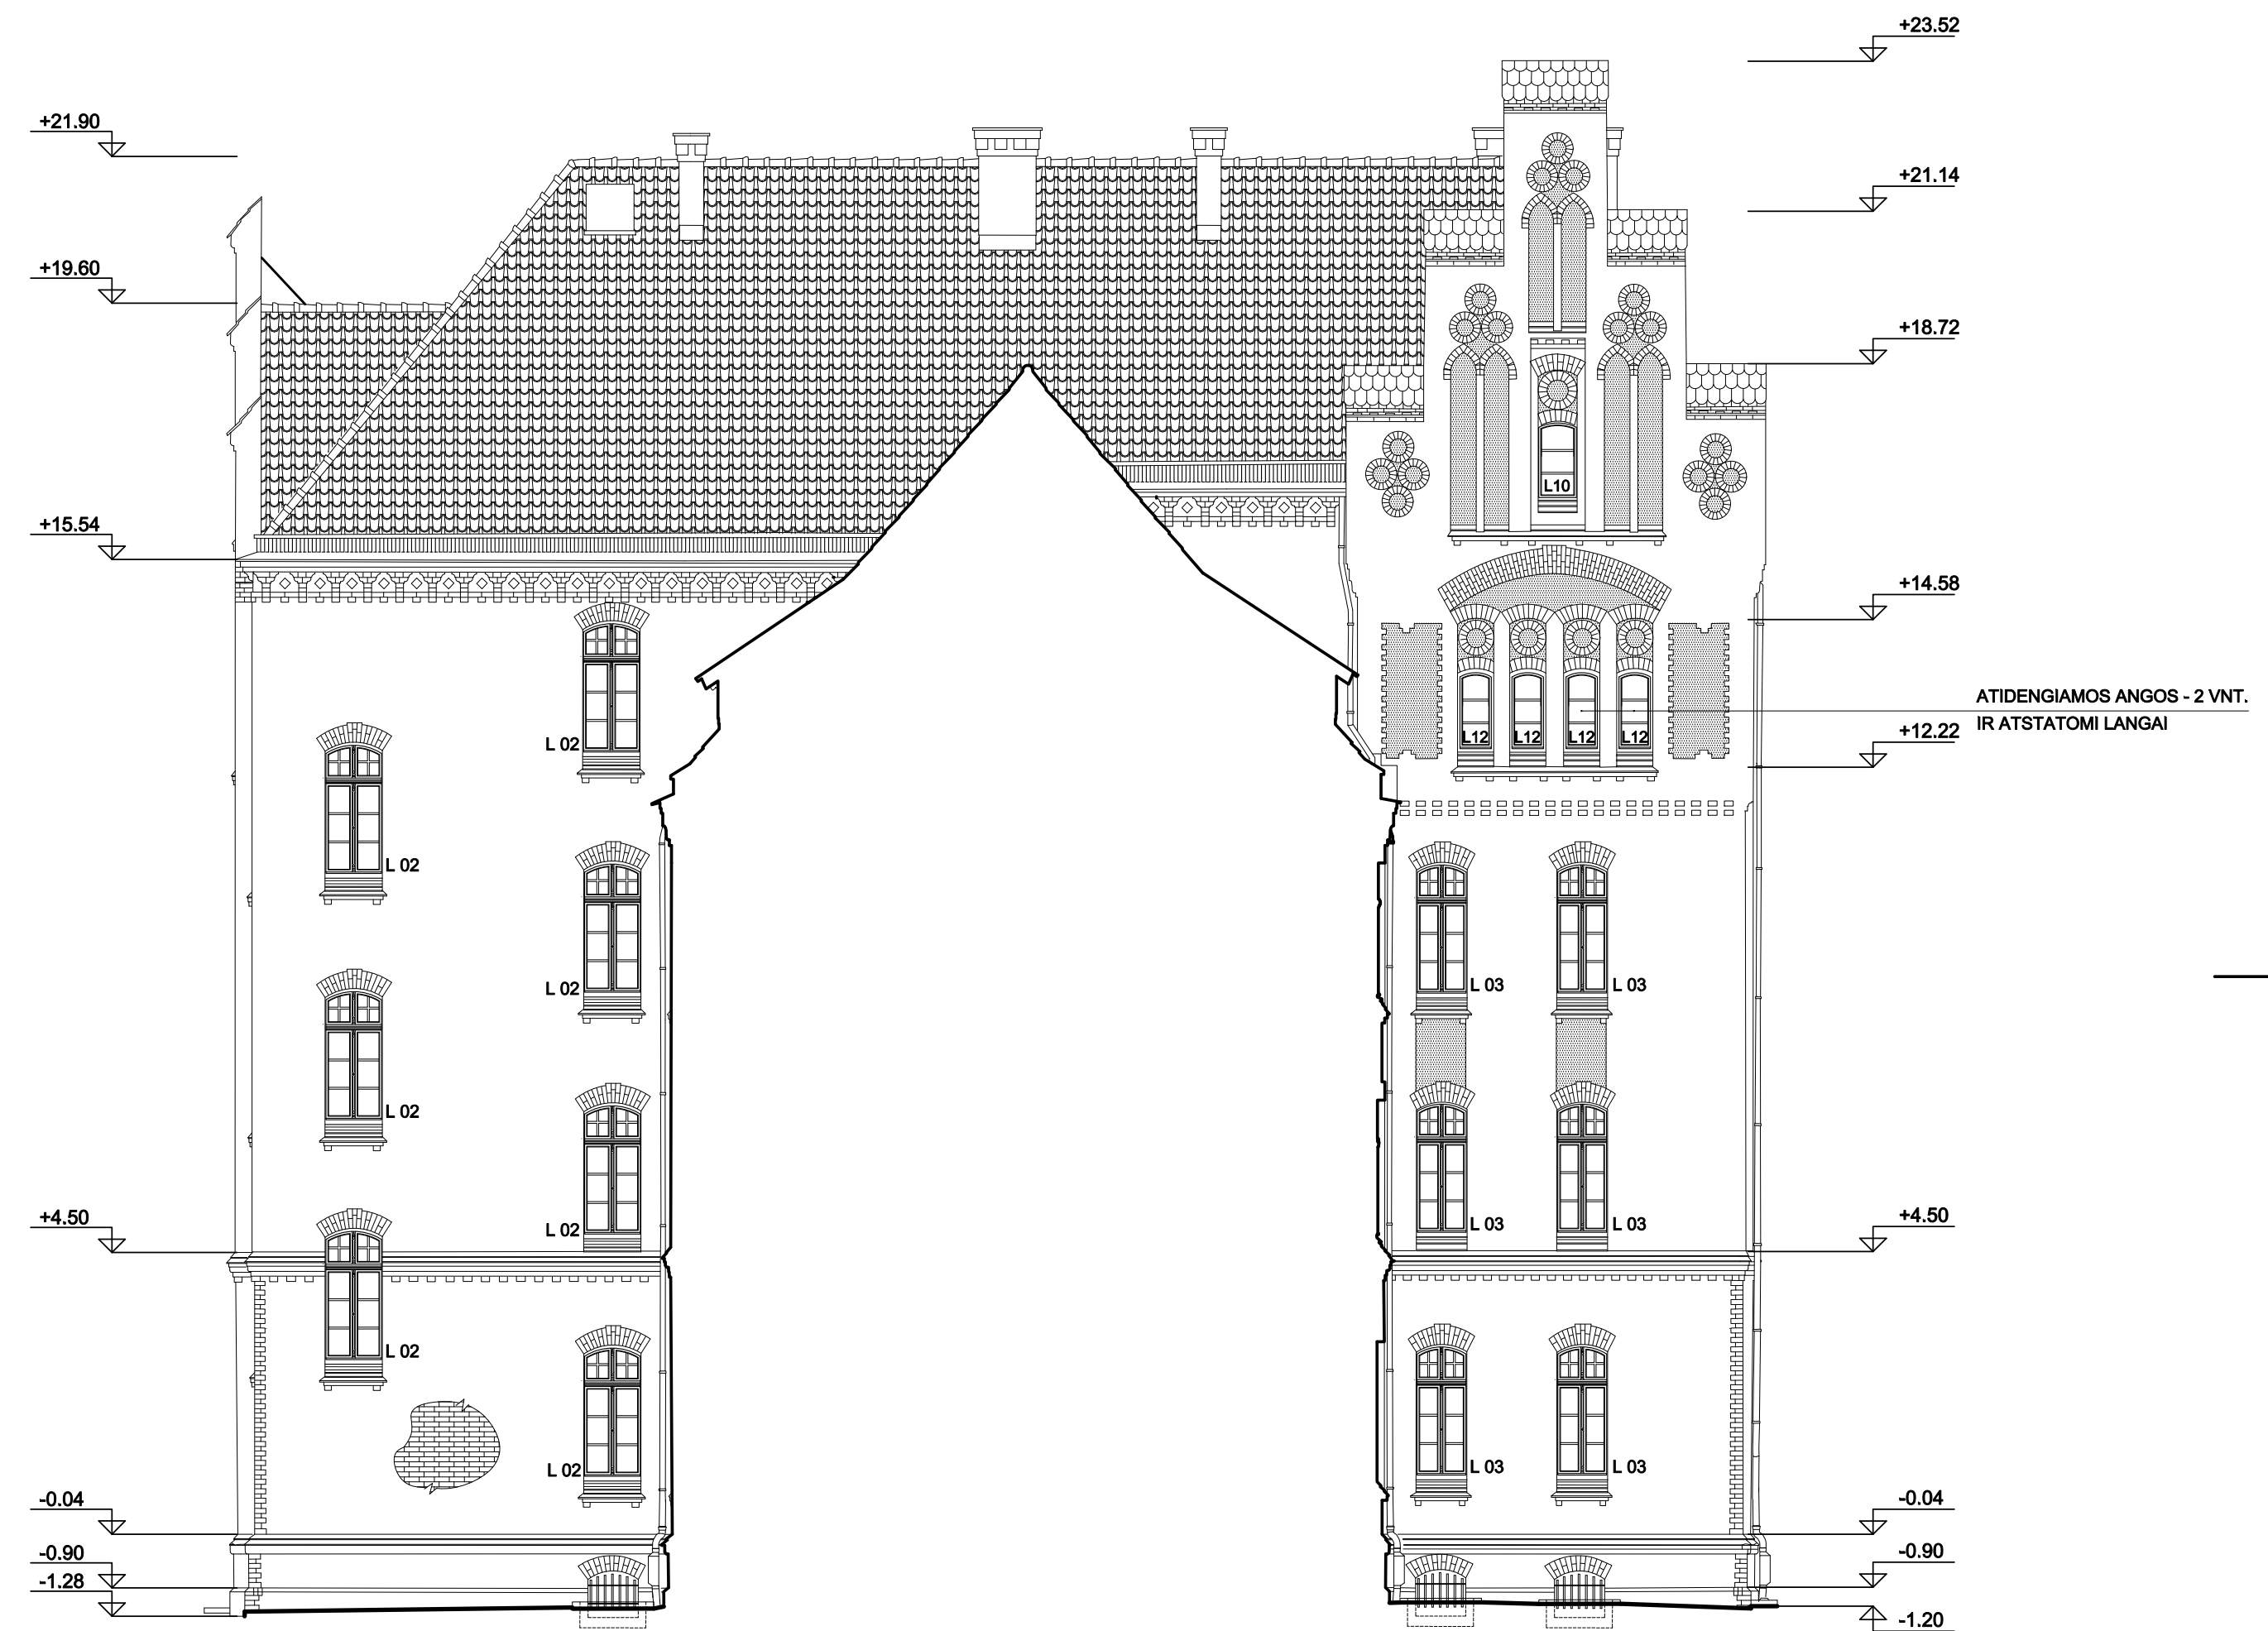 +23.52
+21.90
+21.14
+19.60
+18.72
L10
+15.54
+14.58
ATIDENGIAMOS ANGOS - 2 VNT.
IR ATSTATOMI LANGAI
+12.22
L12 L12 L12 L12
L 02
L 02
L 02
L 03 L 03
L 02
L 02
L 03 L 03
+4.50
+4.50
L 02
L 02
L 03 L 03
-0.04
-0.04
-0.90
-0.90
-1.28
-1.20